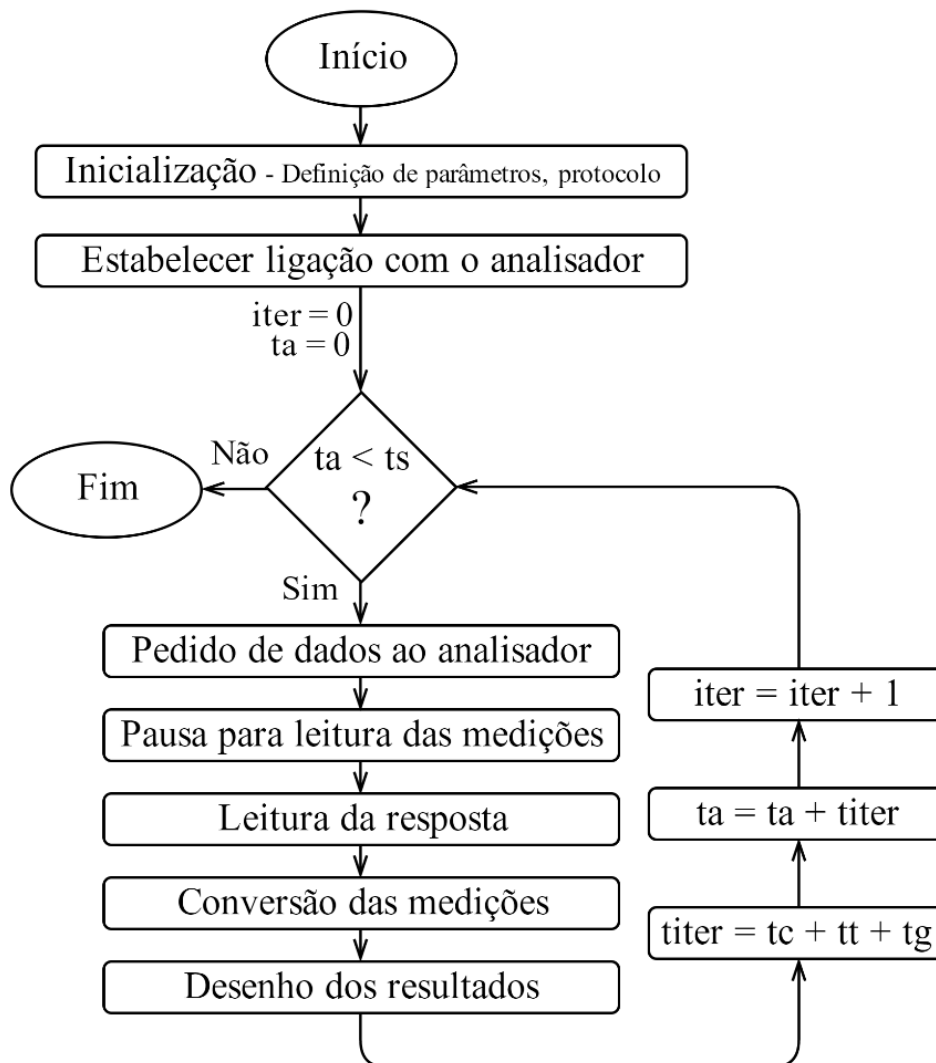 Início
Inicialização - Definição de parâmetros, protocolo
Estabelecer ligação com o analisador
iter = 0
ta = 0
ta < ts
?
Não
Fim
Sim
Pedido de dados ao analisador
Pausa para leitura das medições
Leitura da resposta
Conversão das medições
Desenho dos resultados
titer = tc + tt + tg
ta = ta + titer
iter = iter + 1